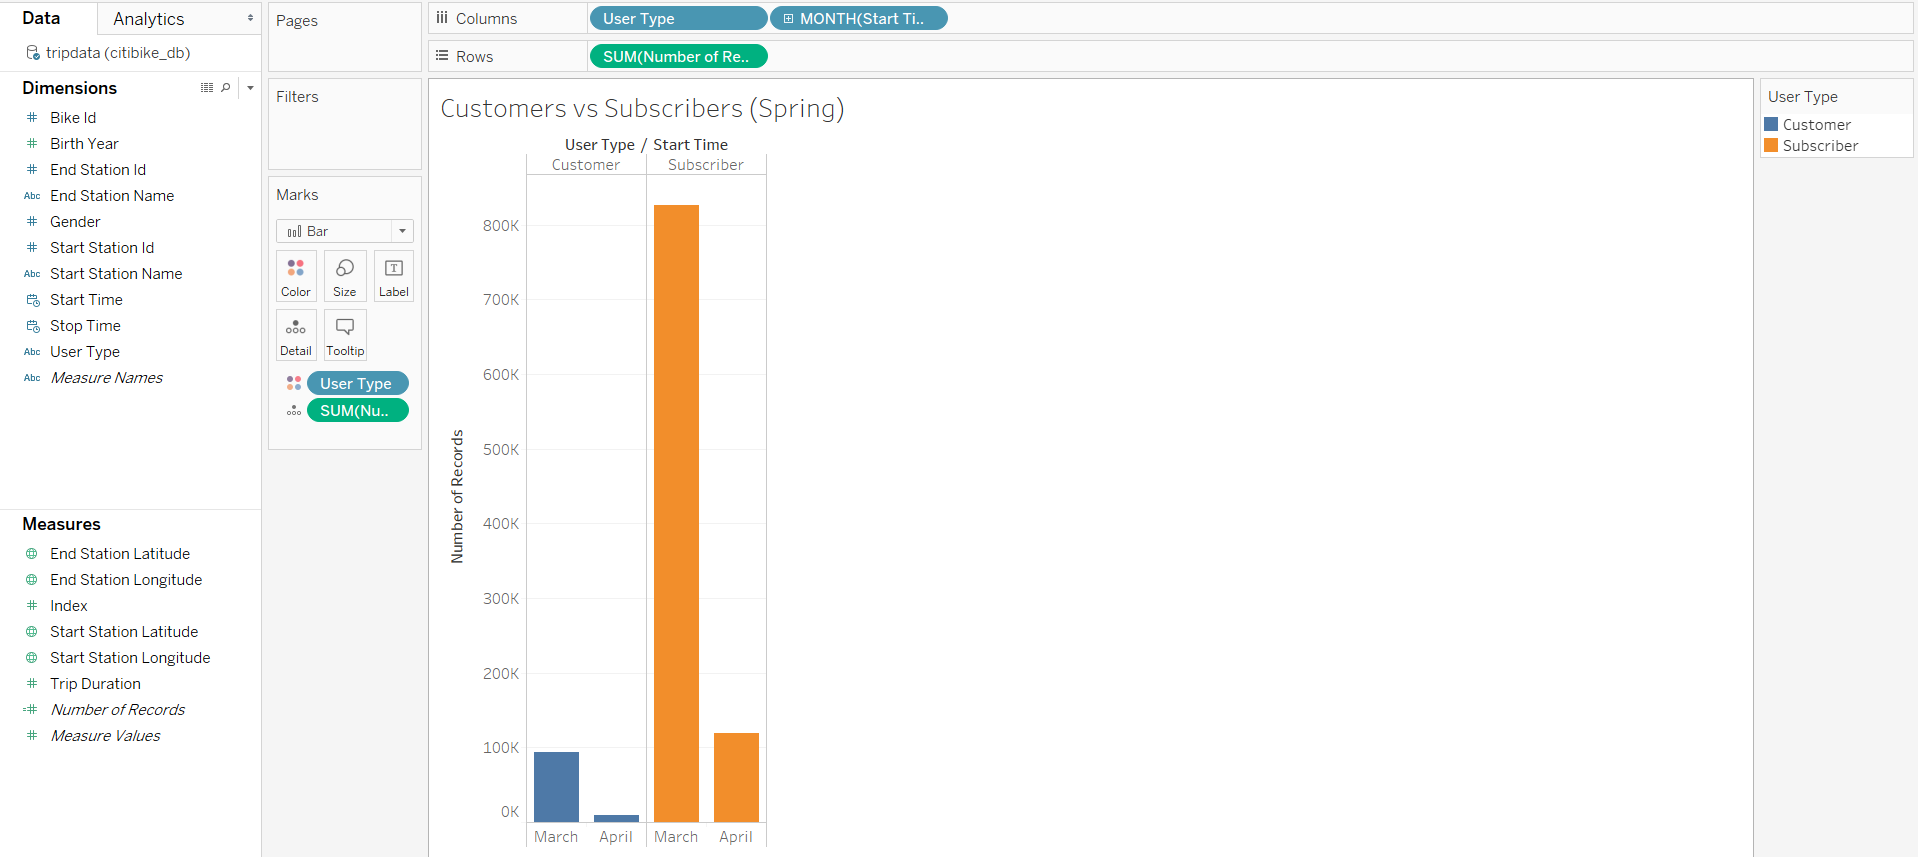 Data
Analytics
tripdata (citibike_db)
Dimensions
# Bike Id
# Birth Year
# End Station Id
Abc End Station Name
# Gender
# Start Station Id
Abc Start Station Name
Start Time
Stop Time
Abc User Type
Abc Measure Names
Measures
End Station Latitude
End Station Longitude
# Index
Start Station Latitude
Start Station Longitude
# Trip Duration
=# Number of Records
# Measure Values
Pages
Filters
Marks
Bar
Color
Size
T
Label
Detail
Tooltip
User Type
SUM(Nu..
Columns
User Type
MONTH(Start Ti..
Rows
SUM(Number of Re..
Customers vs Subscribers (Spring)
User Type / Start Time
Customer
Subscriber
Number of Records
800K
700K
600K
500K
400K
300K
200K
100K
0K
March
April
March
April
User Type
Customer
Subscriber